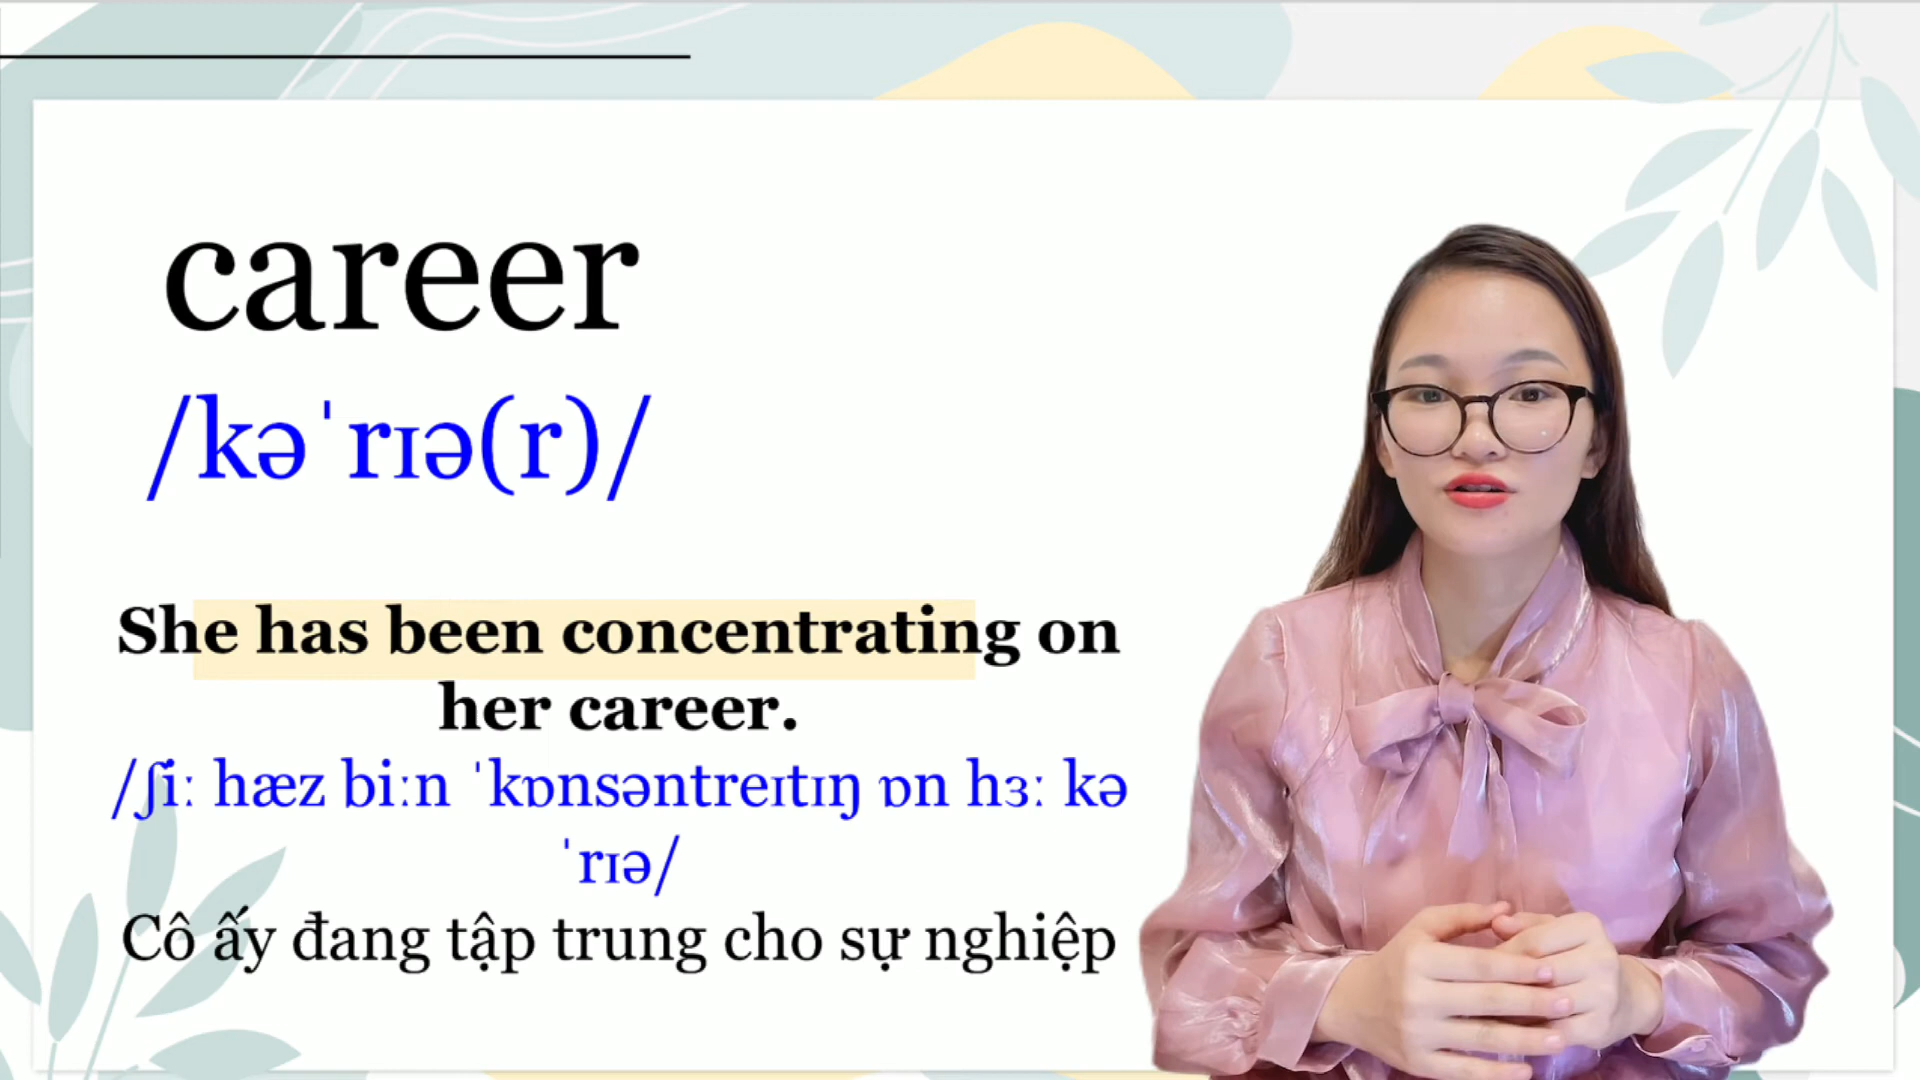 career
/kəˈrɪə(r)/
She has been concentrating on
her career.
/ʃiː hæz biːn ˈkɒnsəntreɪtɪŋ ɒn hɜː kə
ˈrɪə/
Cô ấy đang tập trung cho sự nghiệp